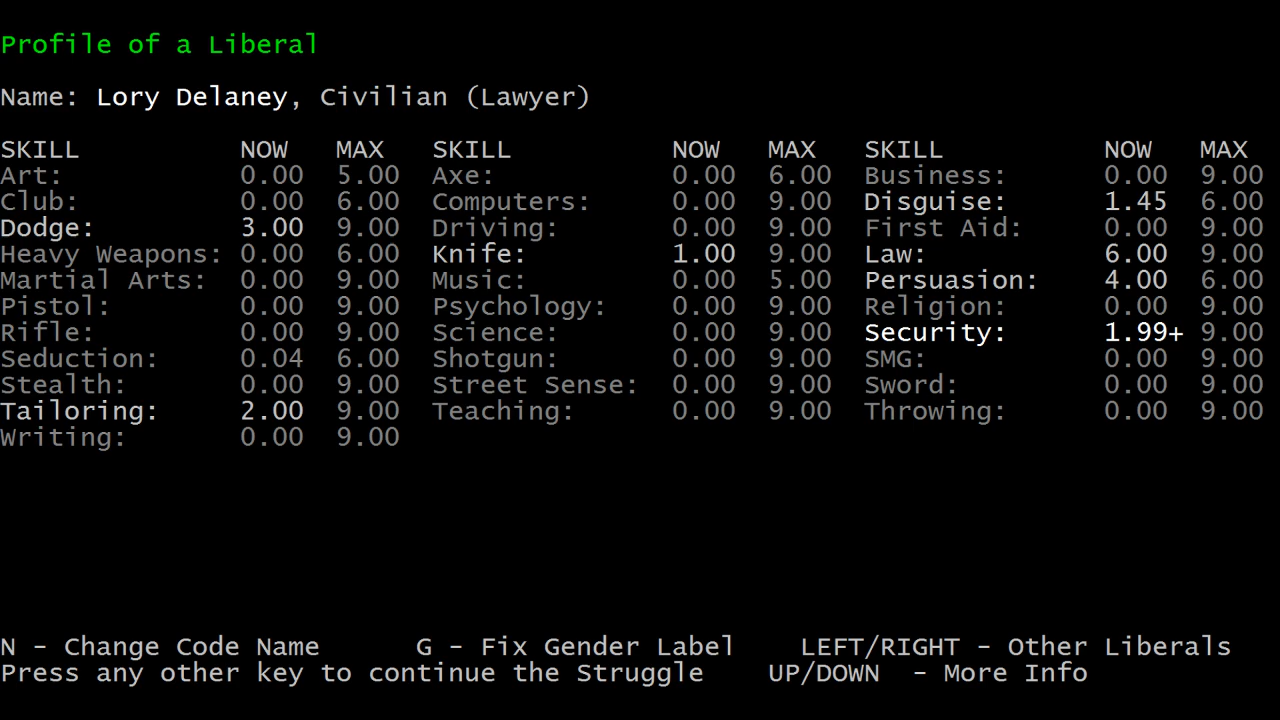 Profile of a Liberal
Name: Lory Delaney, Civilian (Lawyer)
SKILL NOW MAX SKILL NOW MAX SKILL NOW MAX
Art: 0.00 5.00 Axe: 0.00 6.00 Business: 0.00 9.00
Club: 0.00 6.00 Computers: 0.00 9.00 Disguise: 1.45 6.00
Dodge: 3.00 9.00 Driving: 0.00 9.00 First Aid: 0.00 9.00
Heavy Weapons: 0.00 6.00 Knife: 1.00 9.00 Law: 6.00 9.00
Martial Arts: 0.00 9.00 Music: 0.00 5.00 Persuasion: 4.00 6.00
Pistol: 0.00 9.00 Psychology: 0.00 9.00 Religion: 0.00 9.00
Rifle: 0.00 9.00 Science: 0.00 9.00 Security: 1.99+ 9.00
Seduction: 0.04 6.00 Shotgun: 0.00 9.00 SMG: 0.00 9.00
Stealth: 0.00 9.00 Street Sense: 0.00 9.00 Sword: 0.00 9.00
Tailoring: 2.00 9.00 Teaching: 0.00 9.00 Throwing: 0.00 9.00
Writing: 0.00 9.00
N - Change Code Name G - Fix Gender Label LEFT/RIGHT - Other Liberals
Press any other key to continue the Struggle UP/DOWN - More Info